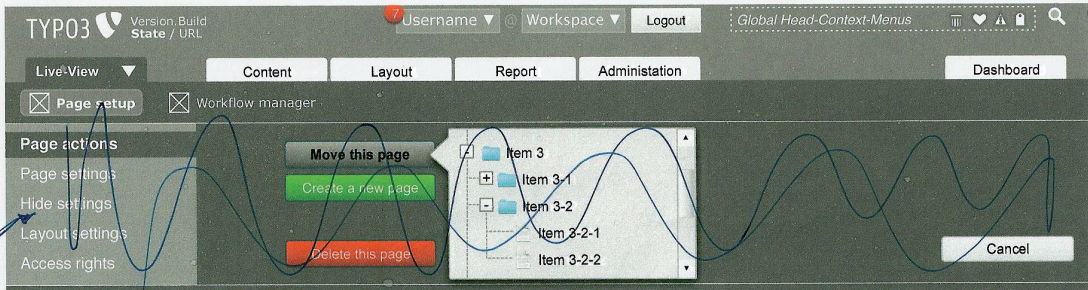 TYPO3 Version.Build
State / URL
7
Username ▼ @ Workspace ▼ Logout
Global Head-Context-Menus
Live-View ▼
Content
Layout
Report
Administation
Dashboard
Page setup
Workflow manager
Page actions
Page settings
Hide settings
Layout settings
Access rights
Move this page
Create a new page
Delete this page
Item 3
Item 3-1
Item 3-2
Item 3-2-1
Item 3-2-2
Cancel